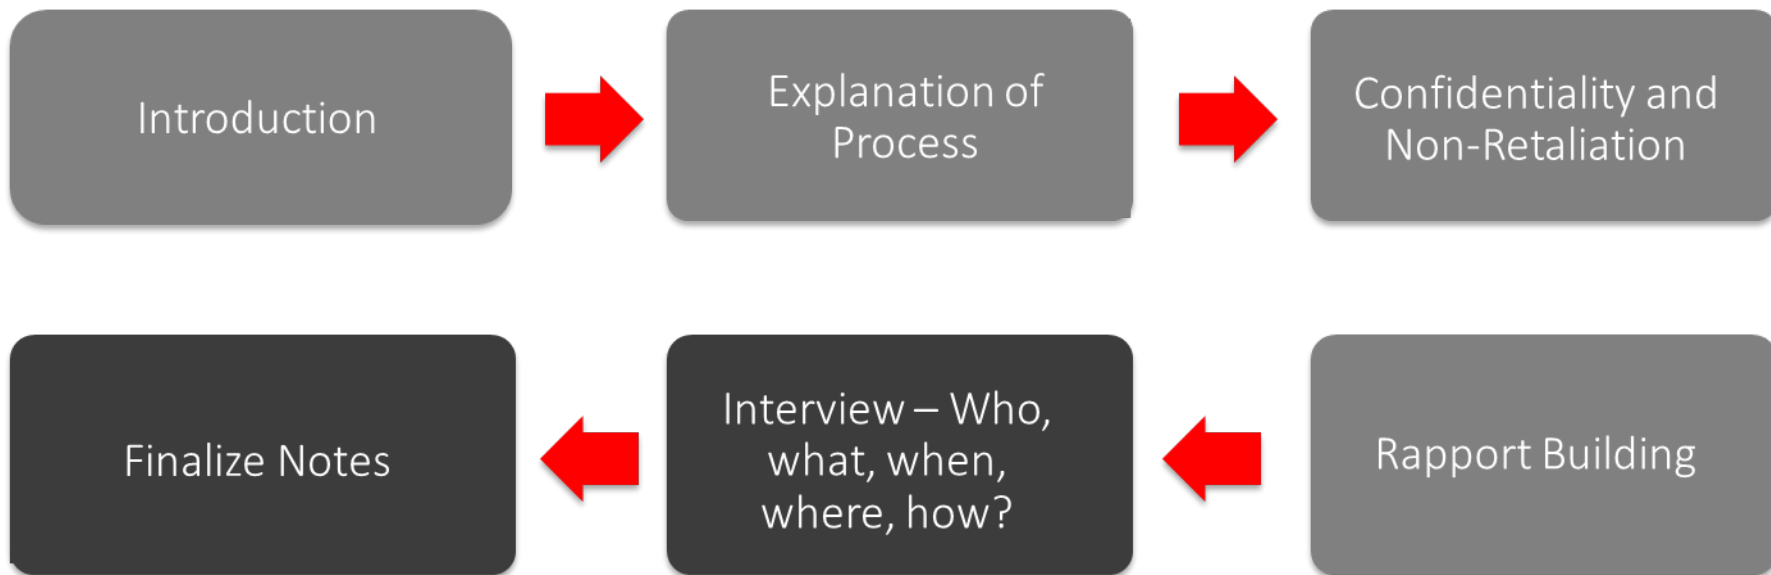 Introduction
Explanation of
Process
Confidentiality and
Non-Retaliation
Rapport Building
Interview – Who,
what, when,
where, how?
Finalize Notes